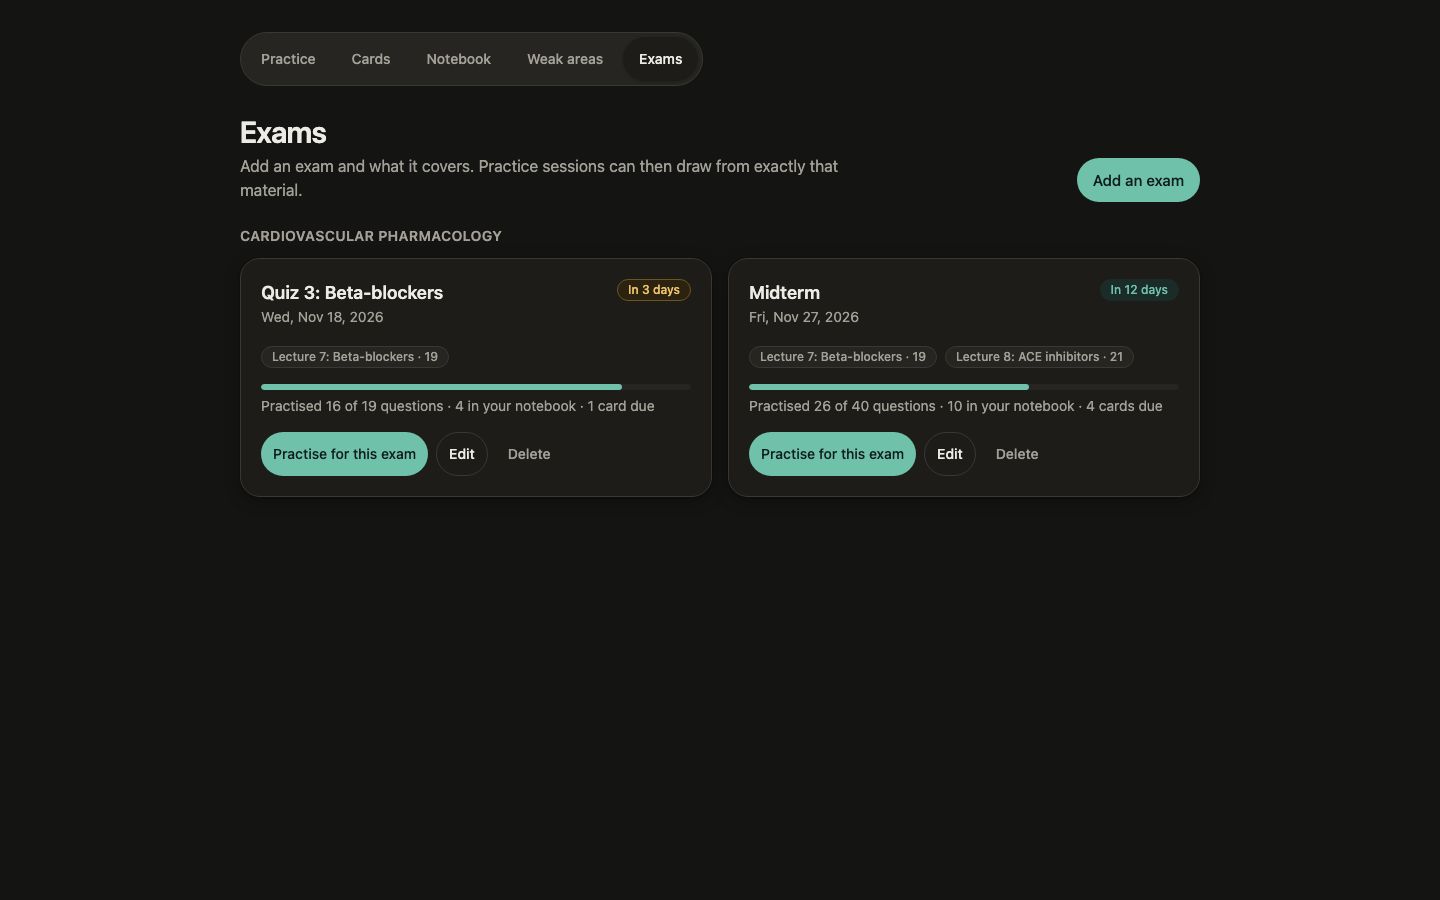 Practice
Cards
Notebook
Weak areas
Exams
Exams
Add an exam and what it covers. Practice sessions can then draw from exactly that
material.
Add an exam
CARDIOVASCULAR PHARMACOLOGY
Quiz 3: Beta-blockers
In 3 days
Wed, Nov 18, 2026
Lecture 7: Beta-blockers · 19
Practised 16 of 19 questions · 4 in your notebook · 1 card due
Practise for this exam
Edit
Delete
Midterm
In 12 days
Fri, Nov 27, 2026
Lecture 7: Beta-blockers · 19
Lecture 8: ACE inhibitors · 21
Practised 26 of 40 questions · 10 in your notebook · 4 cards due
Practise for this exam
Edit
Delete